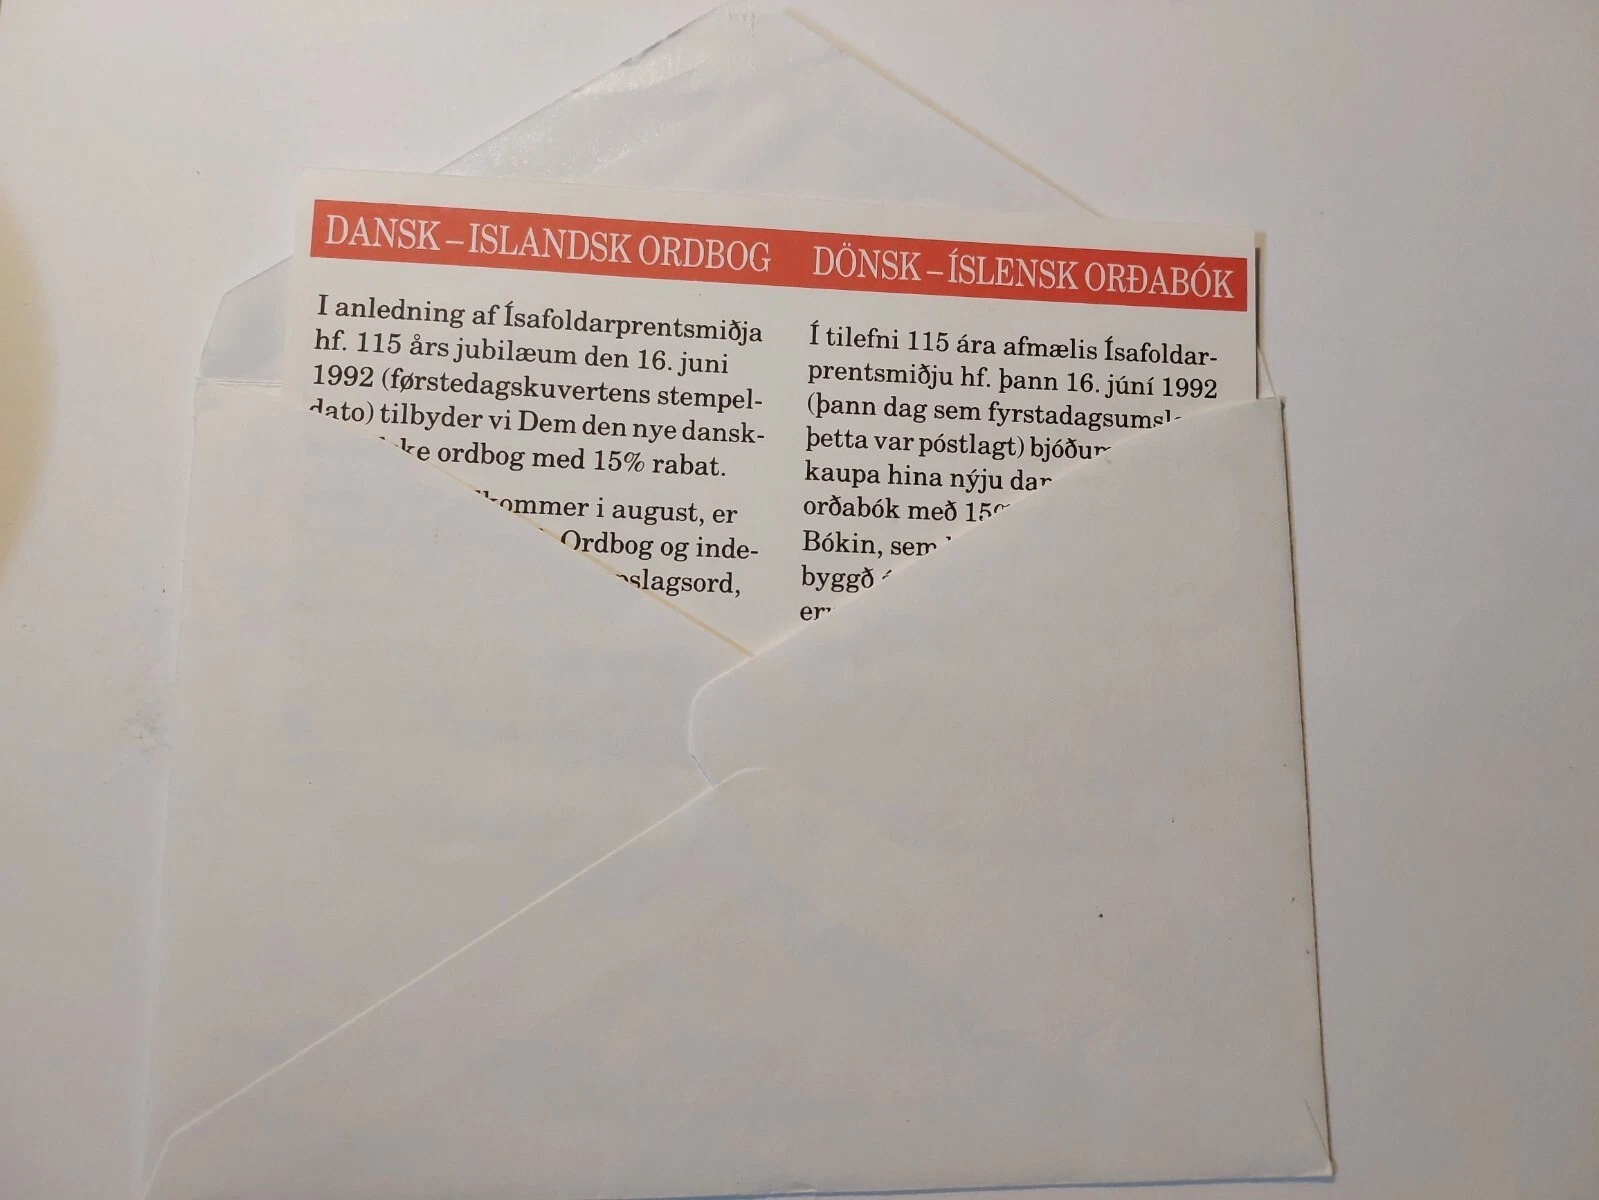 DANSK – ISLANDSK ORDBOG
I anledning af Ísafoldarprentsmiðja
hf. 115 års jubilæum den 16. juni
1992 (førstedagskuvertens stempel-
dato) tilbyder vi Dem den nye dansk-
ordbog med 15% rabat.
i august, er
Ordbog og inde-
DÖNSK – ÍSLENSK ORÐABÓK
Í tilefni 115 ára afmælis Ísafoldar-
prentsmiðju hf. þann 16. júní 1992
(þann dag sem
þetta var póstlagt)
kaupa hina nýju
orðabók með
Bókin, sem
byggð